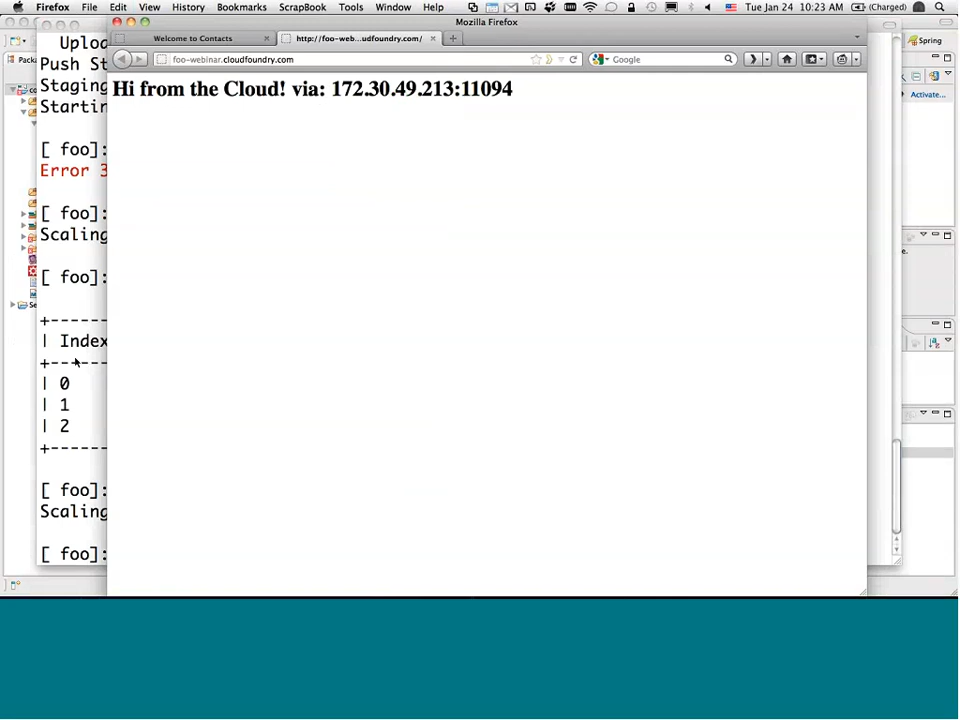 Firefox File Edit View History Bookmarks ScrapBook Tools Window Help Tue Jan 24 10:23 AM (Charged)
Mozilla Firefox
Welcome to Contacts http://foo-web...udfoundry.com/
foo-webinar.cloudfoundry.com Google
Hi from the Cloud! via: 172.30.49.213:11094
Spring
Activate...
Uploa
Push St
Staging
Startin
[ foo]:
Error 3
[ foo]:
Scaling
[ foo]:
+-----
| Index
+-----
| 0
| 1
| 2
+-----
[ foo]:
Scaling
[ foo]: